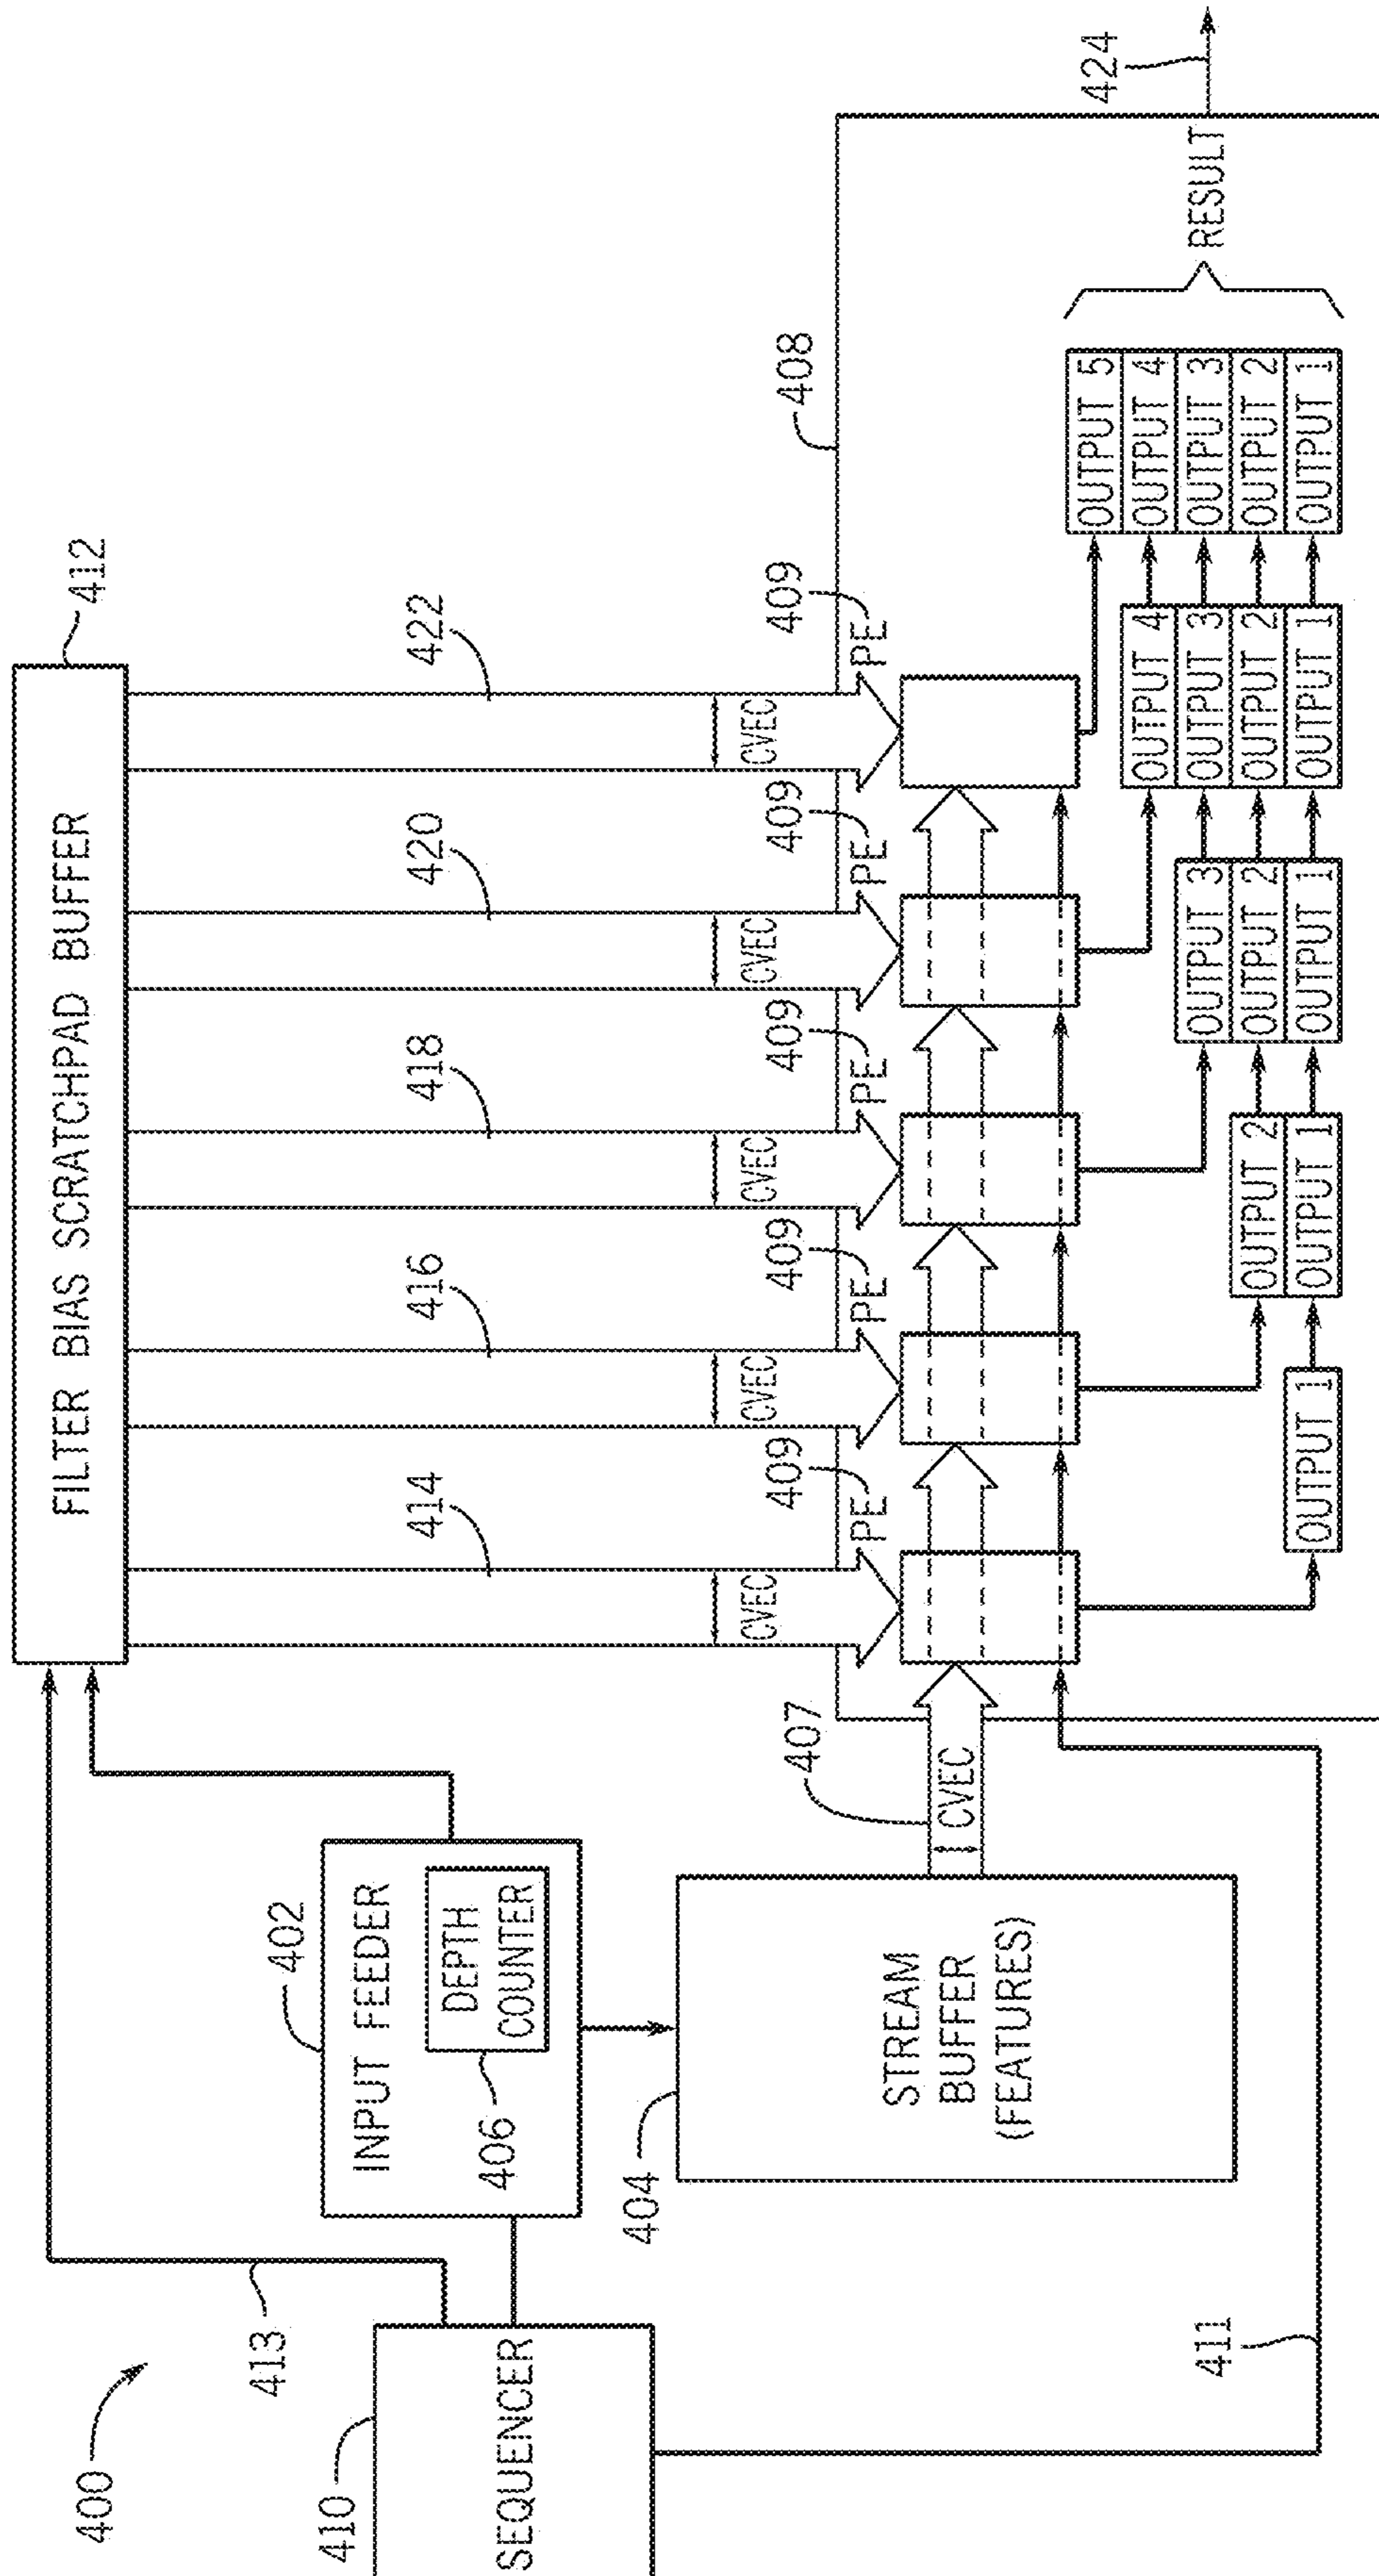 400
410
SEQUENCER
413
402
INPUT FEEDER
DEPTH
COUNTER
406
404
STREAM
BUFFER
(FEATURES)
411
407
CVEC
412
FILTER BIAS SCRATCHPAD BUFFER
414
416
418
420
422
CVEC
CVEC
CVEC
CVEC
CVEC
409
409
409
409
409
PE
PE
PE
PE
PE
408
OUTPUT 1
OUTPUT 2
OUTPUT 1
OUTPUT 3
OUTPUT 2
OUTPUT 1
OUTPUT 4
OUTPUT 3
OUTPUT 2
OUTPUT 1
OUTPUT 5
OUTPUT 4
OUTPUT 3
OUTPUT 2
OUTPUT 1
RESULT
424